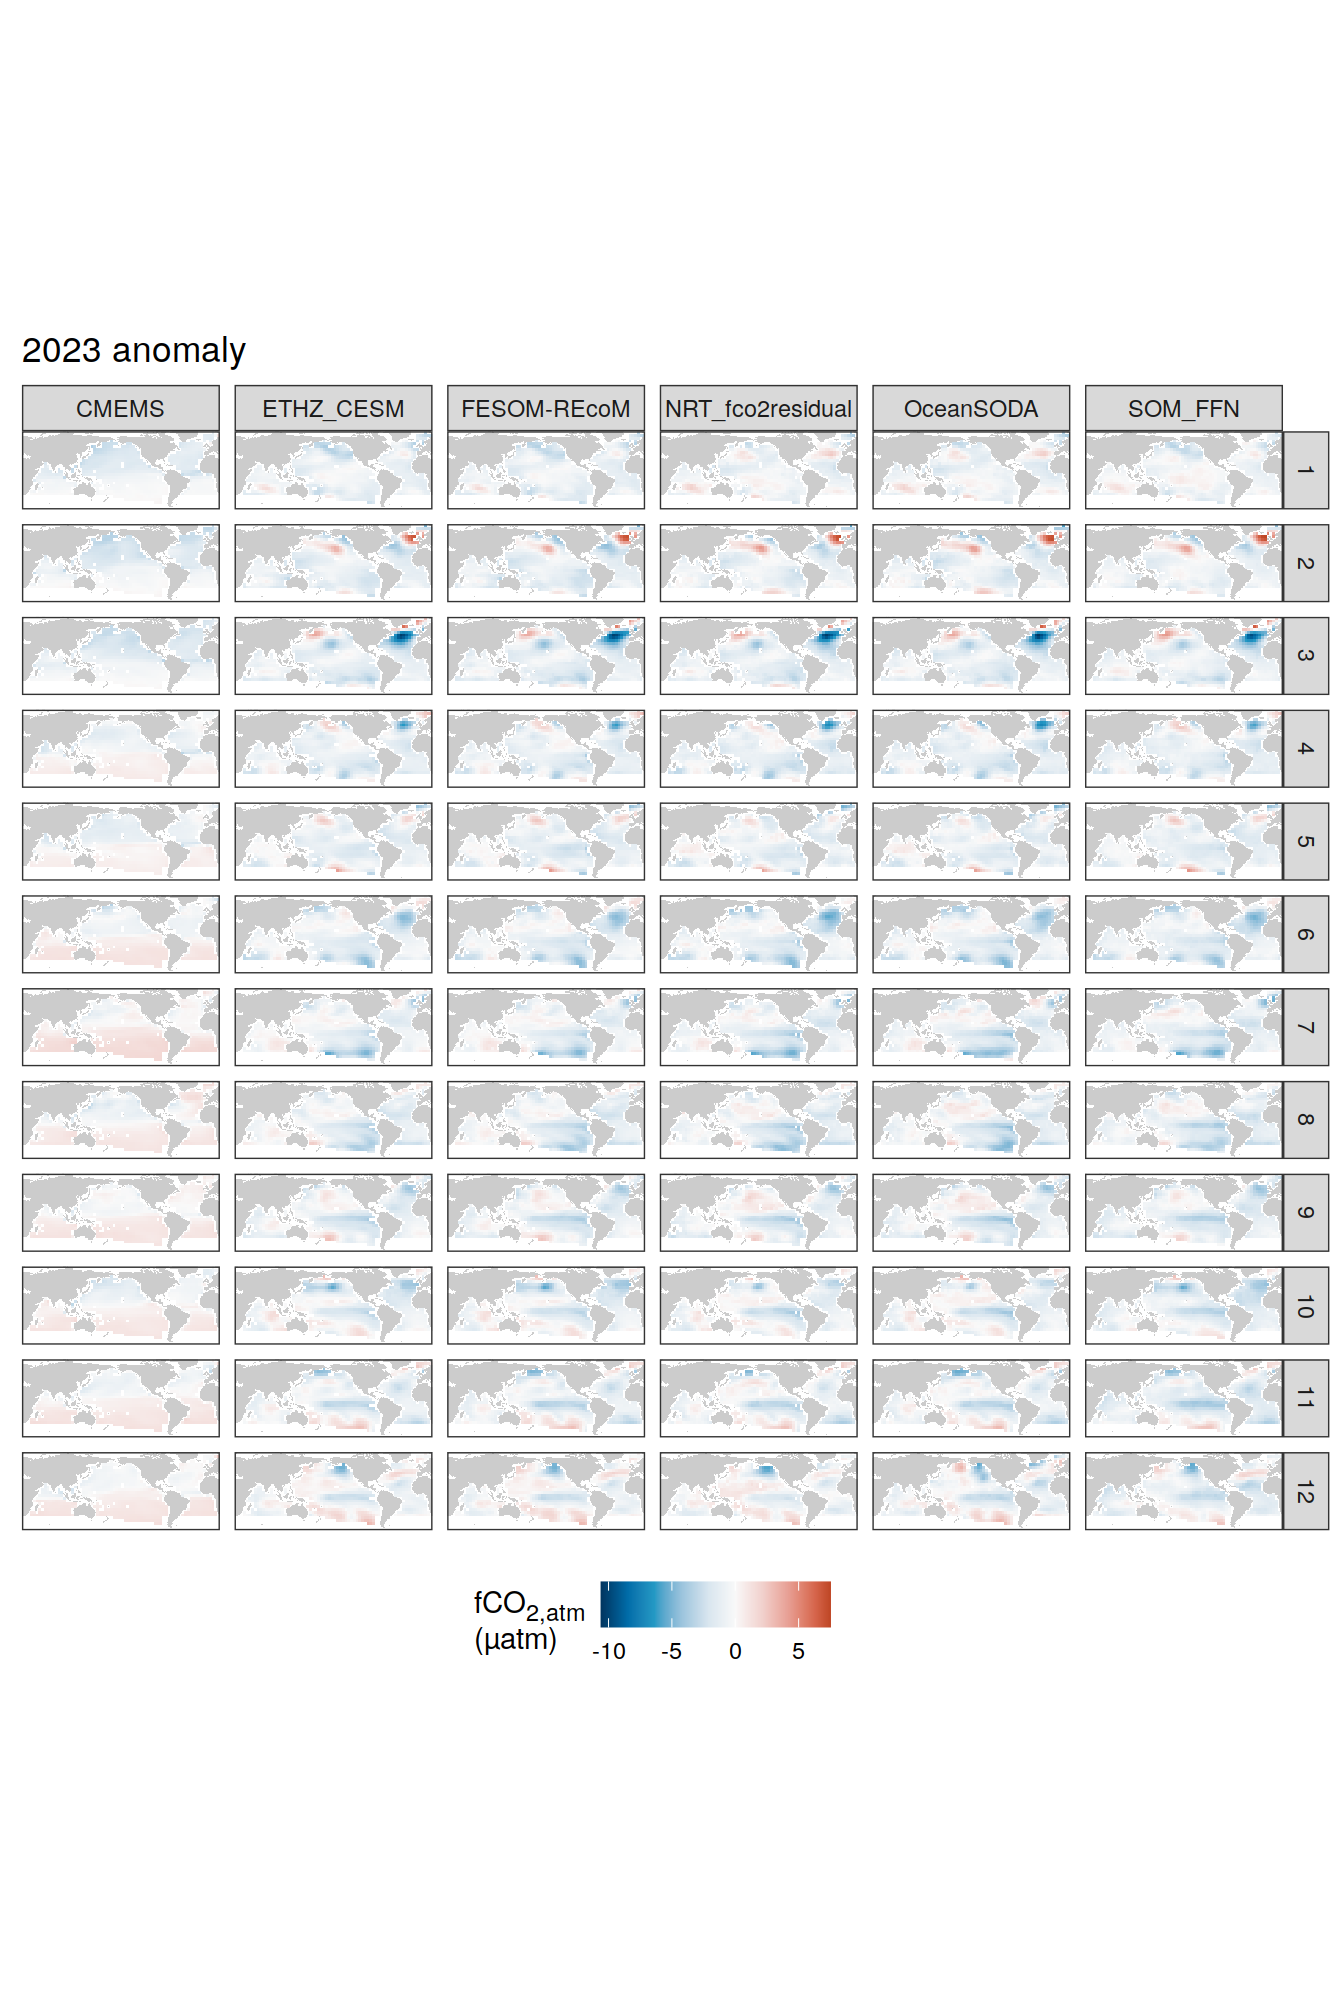 2023 anomaly
CMEMS ETHZ_CESM FESOM-REcoM NRT_fco2residual OceanSODA SOM_FFN
1
2
3
4
5
6
7
8
9
10
11
12
fCO2,atm
(µatm)
-10 -5 0 5